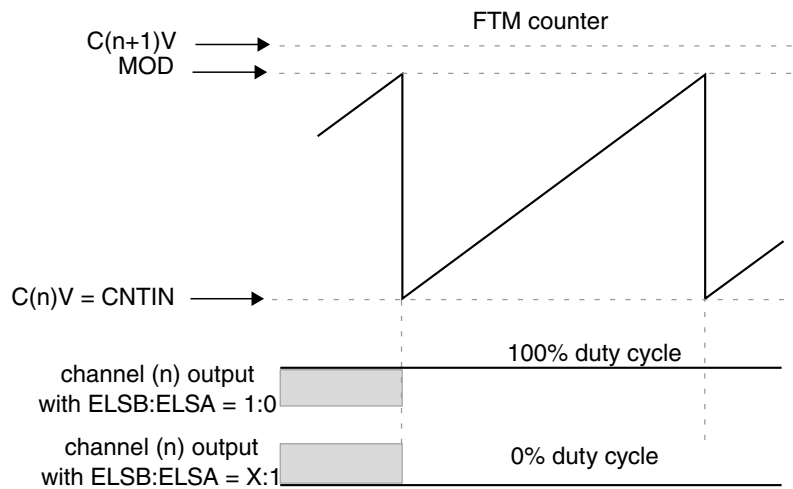 FTM counter
C(n+1)V
MOD
C(n)V = CNTIN
100% duty cycle
channel (n) output
with ELSB:ELSA = 1:0
channel (n) output
with ELSB:ELSA = X:1
0% duty cycle